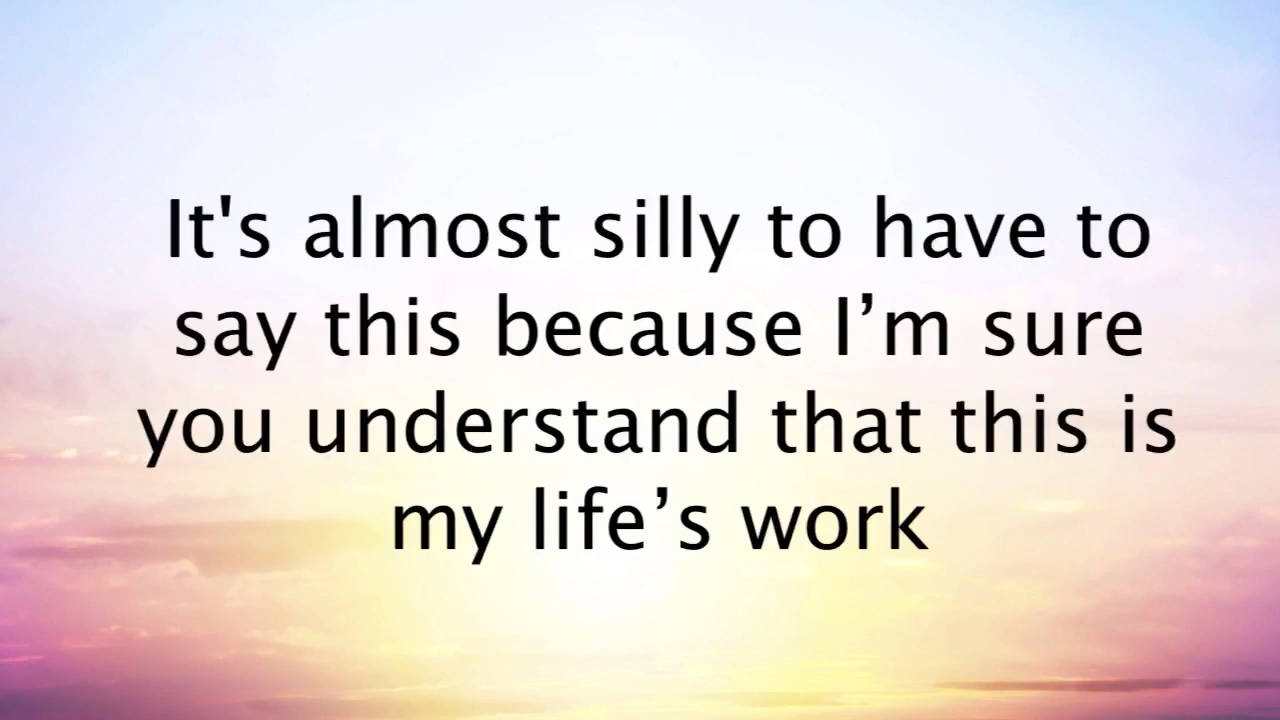 It's almost silly to have to
say this because I’m sure
you understand that this is
my life’s work